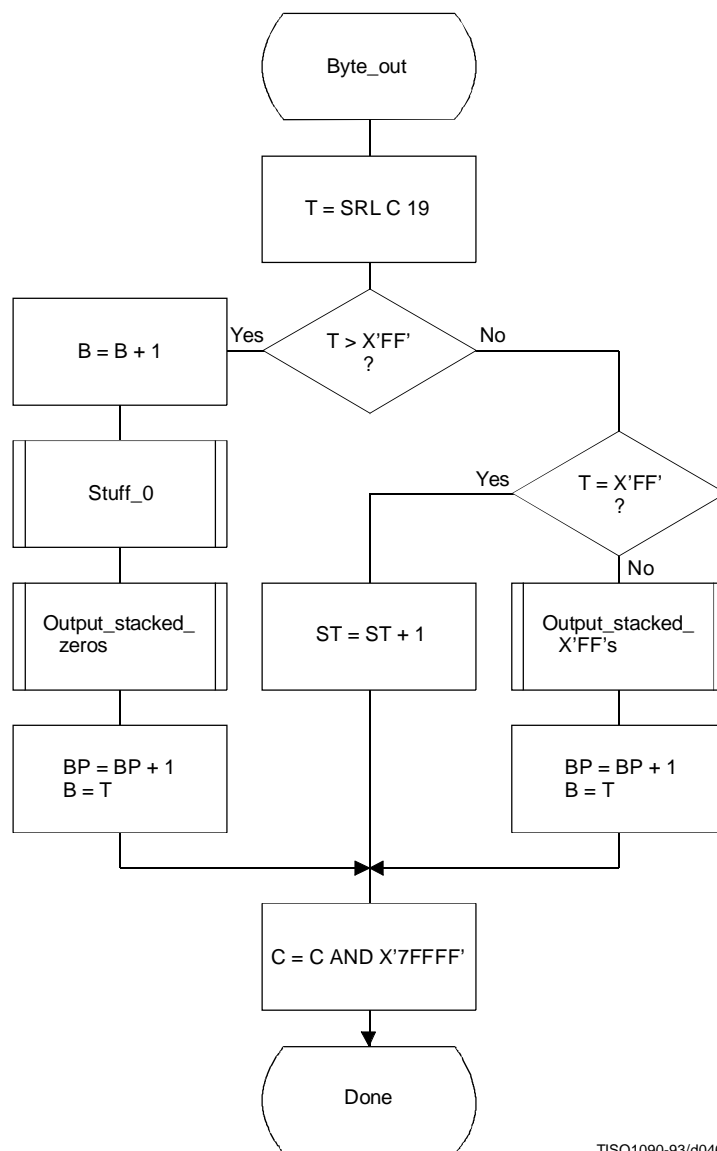 Byte_out
T = SRL C 19
T > X'FF'
?
Yes
No
B = B + 1
Stuff_0
T = X'FF'
?
Yes
No
Output_stacked_
zeros
ST = ST + 1
Output_stacked_
X'FF's
BP = BP + 1
B = T
BP = BP + 1
B = T
C = C AND X'7FFFF'
Done